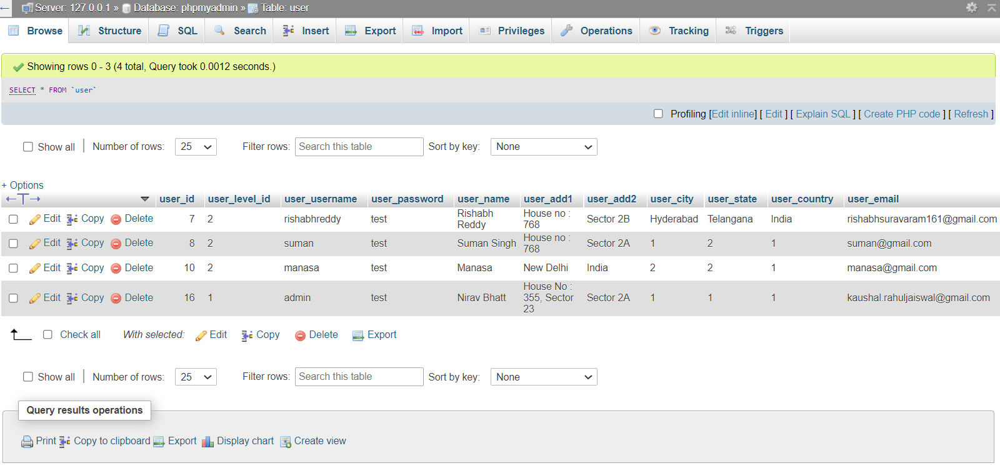 ← Server: 127.0.0.1 » Database: phpmyadmin » Table: user
Browse Structure SQL Search Insert Export Import Privileges Operations Tracking Triggers
Showing rows 0 - 3 (4 total, Query took 0.0012 seconds.)
SELECT * FROM `user`
Profiling [Edit inline] [ Edit ] [ Explain SQL ] [ Create PHP code ] [ Refresh ]
Show all | Number of rows: 25 Filter rows: Search this table Sort by key: None
+ Options
←T→ user_id user_level_id user_username user_password user_name user_add1 user_add2 user_city user_state user_country user_email
Edit Copy Delete 7 2 rishabhreddy test Rishabh Reddy House no : 768 Sector 2B Hyderabad Telangana India rishabhsuravaram161@gmail.com
Edit Copy Delete 8 2 suman test Suman Singh House no : 768 Sector 2A 1 2 1 suman@gmail.com
Edit Copy Delete 10 2 manasa test Manasa New Delhi India 2 2 1 manasa@gmail.com
Edit Copy Delete 16 1 admin test Nirav Bhatt House No : 355, Sector 23 Sector 2A 1 1 1 kaushal.rahuljaiswal@gmail.com
Check all With selected: Edit Copy Delete Export
Show all | Number of rows: 25 Filter rows: Search this table Sort by key: None
Query results operations
Print Copy to clipboard Export Display chart Create view